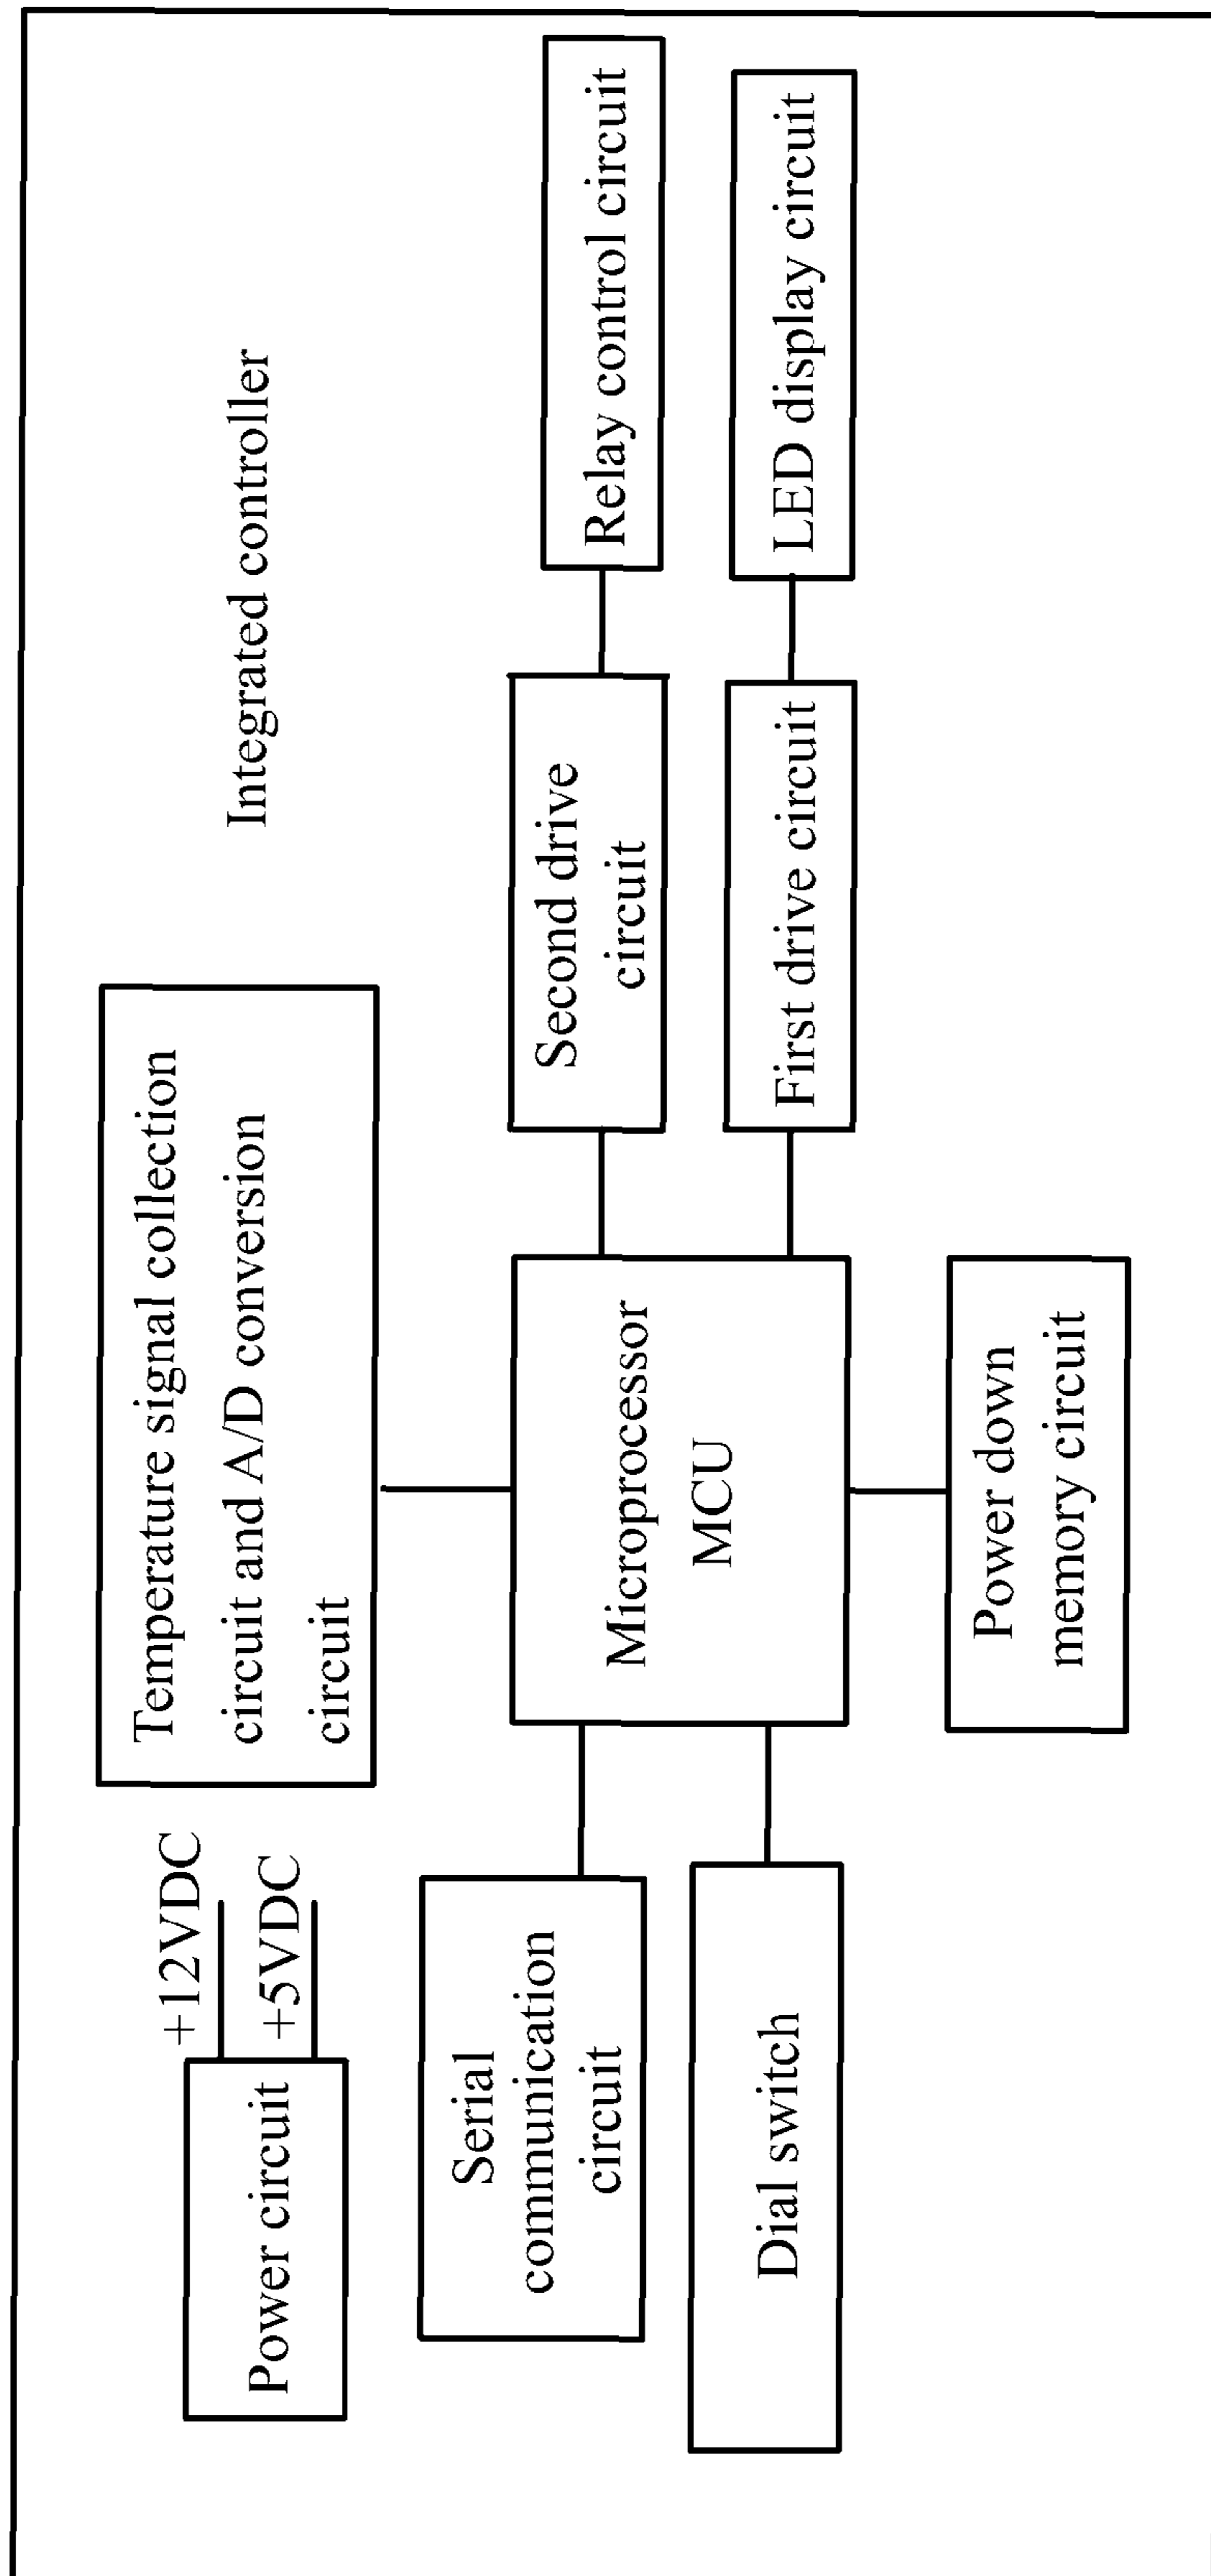 Integrated controller
+12VDC
+5VDC
Power circuit
Temperature signal collection
circuit and A/D conversion
circuit
Serial
communication
circuit
Microprocessor
MCU
Second drive
circuit
Relay control circuit
Dial switch
First drive circuit
LED display circuit
Power down
memory circuit